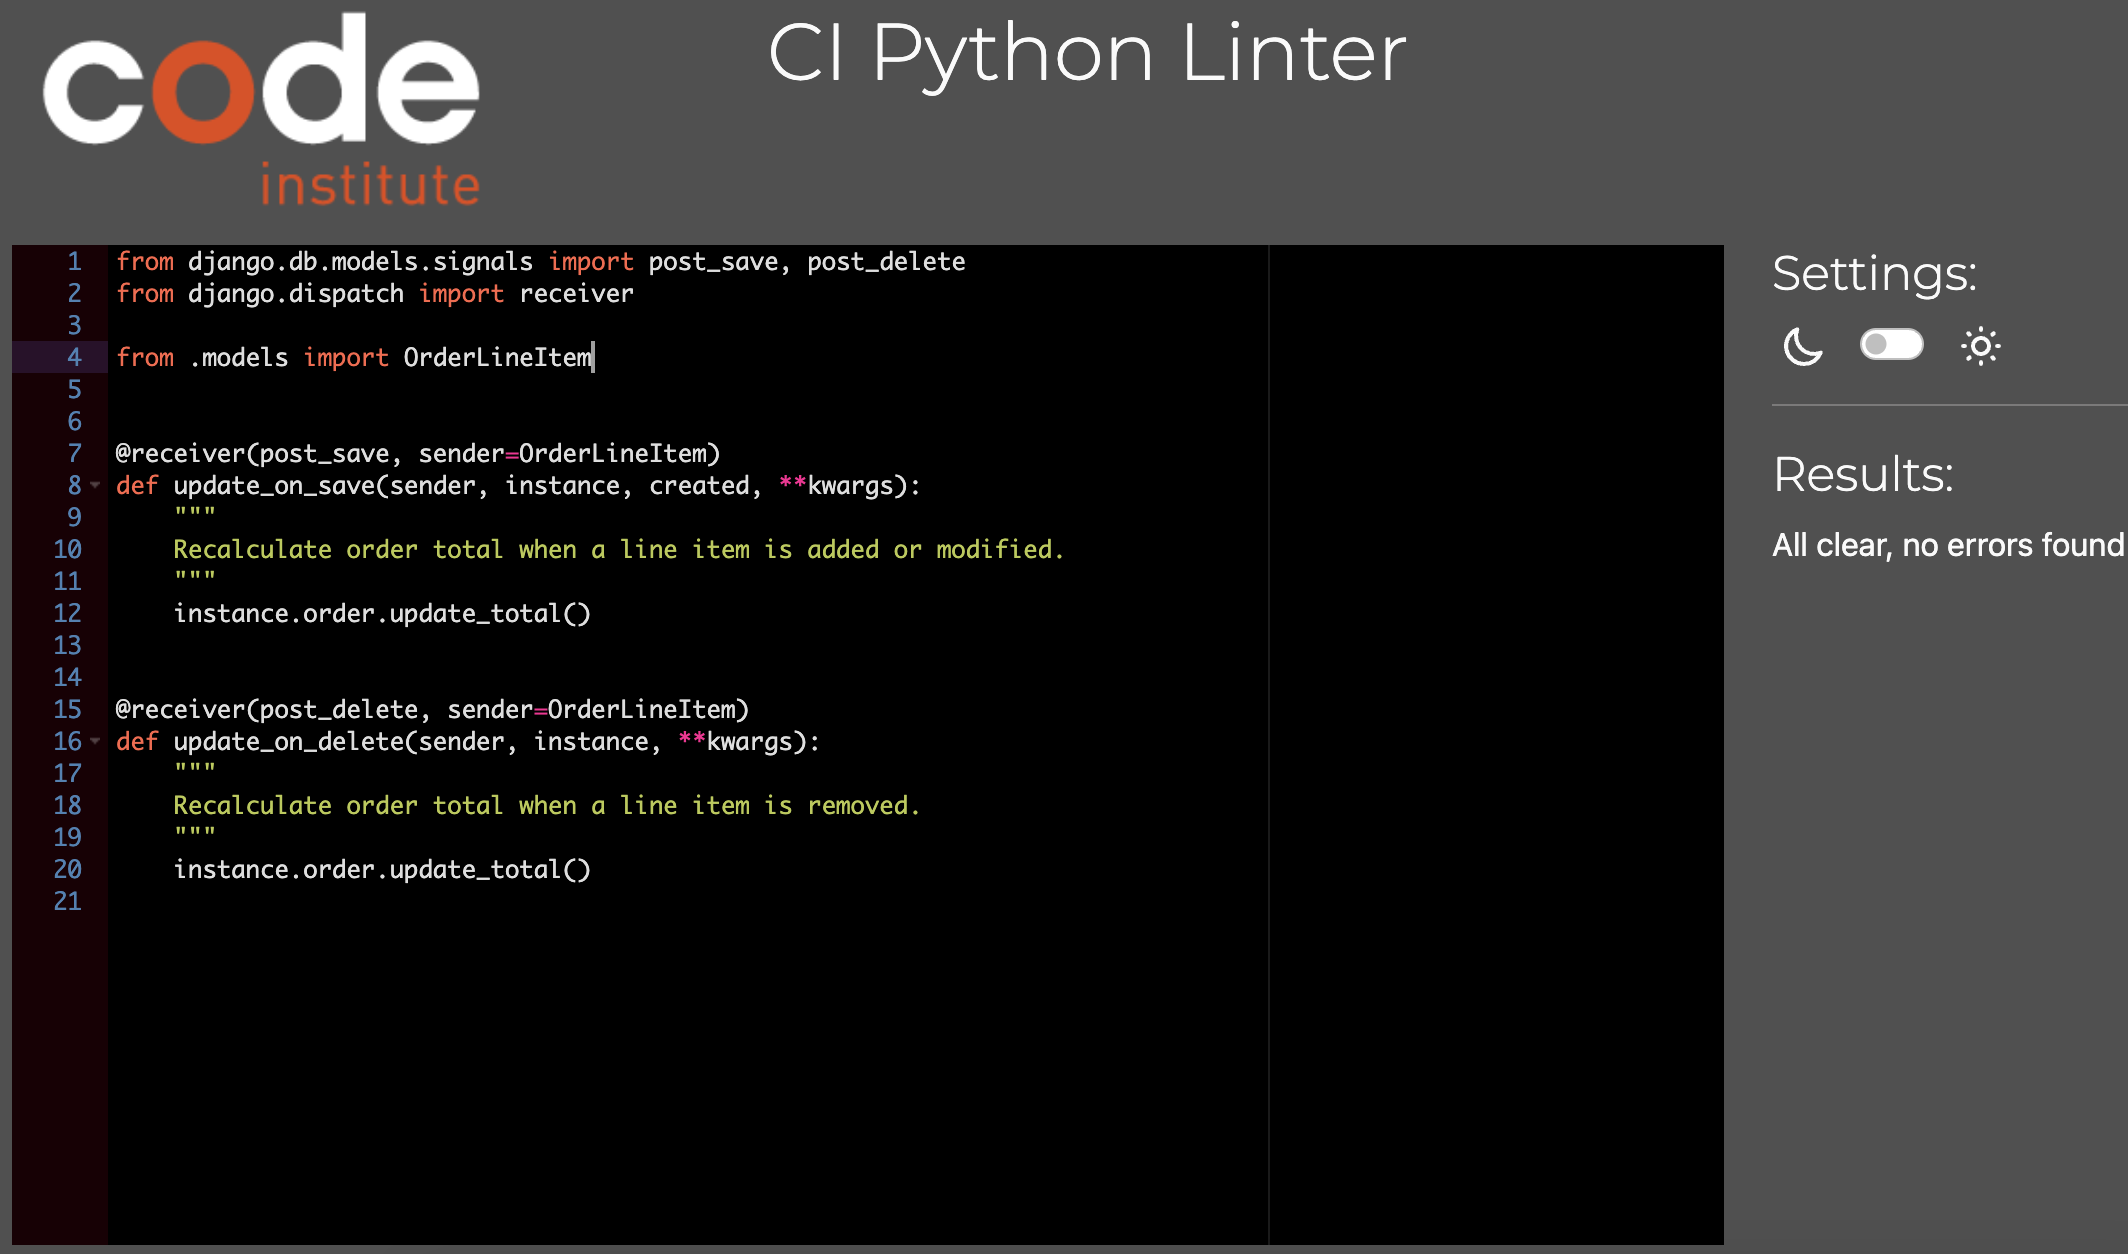 code
institute
CI Python Linter
1 from django.db.models.signals import post_save, post_delete
2 from django.dispatch import receiver
3
4 from .models import OrderLineItem
5
6
7 @receiver(post_save, sender=OrderLineItem)
8 def update_on_save(sender, instance, created, **kwargs):
9     """
10     Recalculate order total when a line item is added or modified.
11     """
12     instance.order.update_total()
13
14
15 @receiver(post_delete, sender=OrderLineItem)
16 def update_on_delete(sender, instance, **kwargs):
17     """
18     Recalculate order total when a line item is removed.
19     """
20     instance.order.update_total()
21
Settings:
Results:
All clear, no errors found